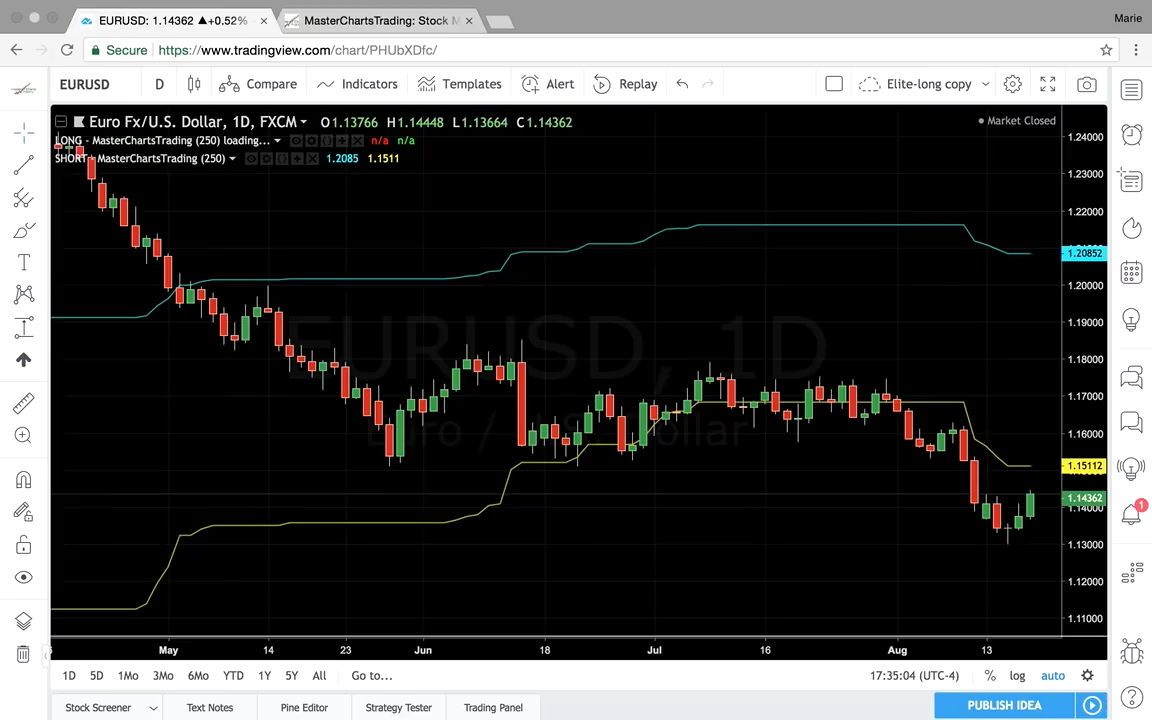 EURUSD: 1.14362 ▲+0.52%
MasterChartsTrading: Stock M
Marie
Secure
https://www.tradingview.com/chart/PHUbXDfc/
EURUSD
D
Compare
Indicators
Templates
Alert
Replay
Elite-long copy
Euro Fx/U.S. Dollar, 1D, FXCM
O1.13766 H1.14448 L1.13664 C1.14362
Market Closed
LONG - MasterChartsTrading (250) loading...
n/a n/a
SHORT - MasterChartsTrading (250)
1.2085 1.1511
EURUSD, 1D
Euro / U.S. Dollar
1.24000
1.23000
1.22000
1.20852
1.20000
1.19000
1.18000
1.17000
1.16000
1.15112
1.14362
1.14000
1.13000
1.12000
1.11000
May
14
23
Jun
18
Jul
16
Aug
13
1D
5D
1Mo
3Mo
6Mo
YTD
1Y
5Y
All
Go to...
17:35:04 (UTC-4)
%
log
auto
1
Stock Screener
Text Notes
Pine Editor
Strategy Tester
Trading Panel
PUBLISH IDEA